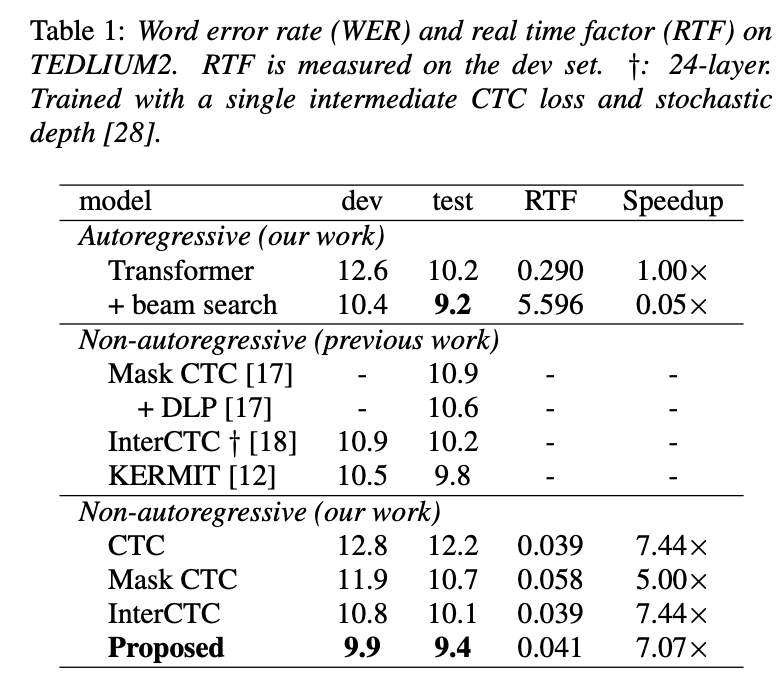 Table 1: Word error rate (WER) and real time factor (RTF) on
TEDLIUM2. RTF is measured on the dev set. †: 24-layer.
Trained with a single intermediate CTC loss and stochastic
depth [28].
model dev test RTF Speedup
Autoregressive (our work)
Transformer 12.6 10.2 0.290 1.00×
+ beam search 10.4 9.2 5.596 0.05×
Non-autoregressive (previous work)
Mask CTC [17] - 10.9 - -
+ DLP [17] - 10.6 - -
InterCTC † [18] 10.9 10.2 - -
KERMIT [12] 10.5 9.8 - -
Non-autoregressive (our work)
CTC 12.8 12.2 0.039 7.44×
Mask CTC 11.9 10.7 0.058 5.00×
InterCTC 10.8 10.1 0.039 7.44×
Proposed 9.9 9.4 0.041 7.07×